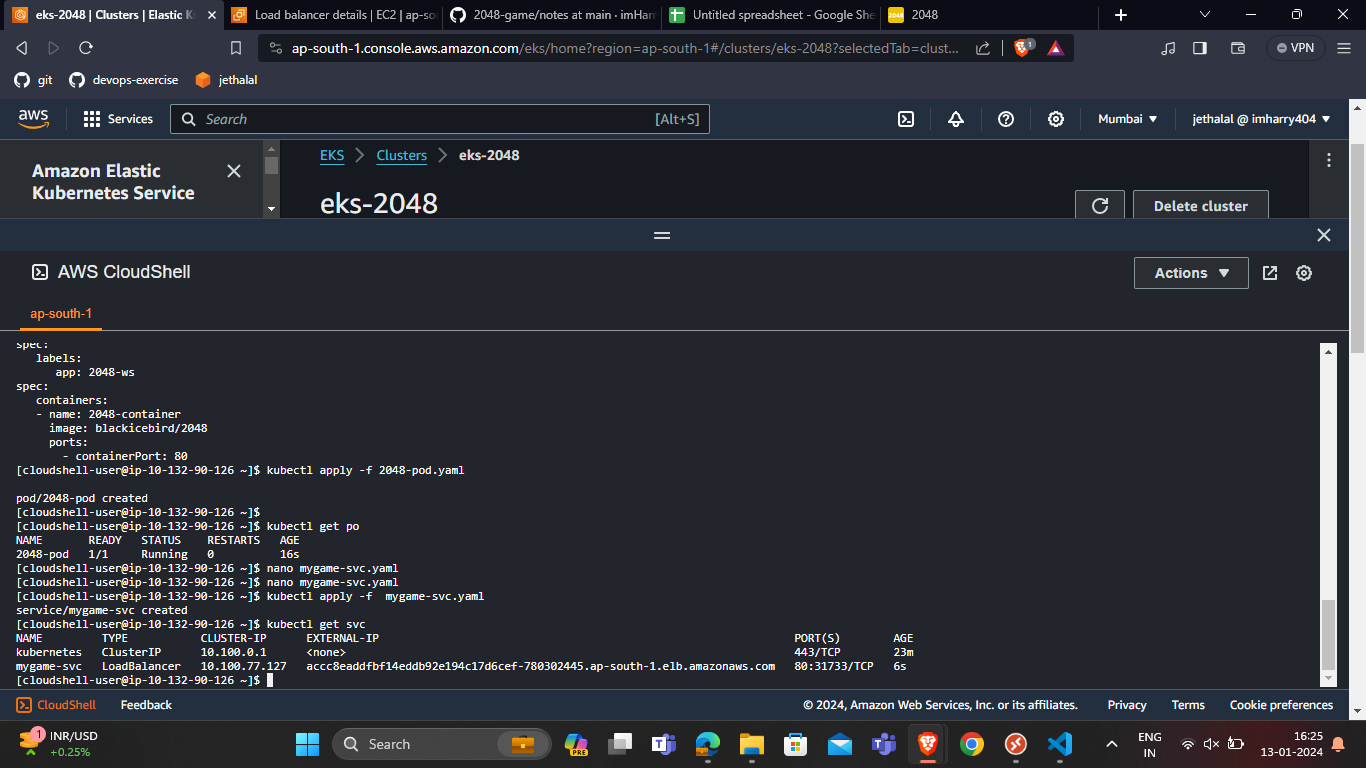 eks-2048 | Clusters | Elastic K
Load balancer details | EC2 | ap-so
2048-game/notes at main · imHarr
Untitled spreadsheet - Google She
2048
ap-south-1.console.aws.amazon.com/eks/home?region=ap-south-1#/clusters/eks-2048?selectedTab=clust...
1
VPN
git
devops-exercise
jethalal
aws
Services
Search
[Alt+S]
Mumbai
jethalal @ imharry404
Amazon Elastic
Kubernetes Service
EKS
Clusters
eks-2048
eks-2048
Delete cluster
AWS CloudShell
Actions
ap-south-1
spec:
labels:
app: 2048-ws
spec:
containers:
- name: 2048-container
image: blackicebird/2048
ports:
- containerPort: 80
[cloudshell-user@ip-10-132-90-126 ~]$ kubectl apply -f 2048-pod.yaml
pod/2048-pod created
[cloudshell-user@ip-10-132-90-126 ~]$
[cloudshell-user@ip-10-132-90-126 ~]$ kubectl get po
NAME READY STATUS RESTARTS AGE
2048-pod 1/1 Running 0 16s
[cloudshell-user@ip-10-132-90-126 ~]$ nano mygame-svc.yaml
[cloudshell-user@ip-10-132-90-126 ~]$ nano mygame-svc.yaml
[cloudshell-user@ip-10-132-90-126 ~]$ kubectl apply -f  mygame-svc.yaml
service/mygame-svc created
[cloudshell-user@ip-10-132-90-126 ~]$ kubectl get svc
NAME TYPE CLUSTER-IP EXTERNAL-IP PORT(S) AGE
kubernetes ClusterIP 10.100.0.1 <none> 443/TCP 23m
mygame-svc LoadBalancer 10.100.77.127 accc8eaddfbf14eddb92e194c17d6cef-780302445.ap-south-1.elb.amazonaws.com 80:31733/TCP 6s
[cloudshell-user@ip-10-132-90-126 ~]$
CloudShell
Feedback
© 2024, Amazon Web Services, Inc. or its affiliates.
Privacy
Terms
Cookie preferences
1
INR/USD
+0.25%
Search
PRE
ENG
IN
16:25
13-01-2024